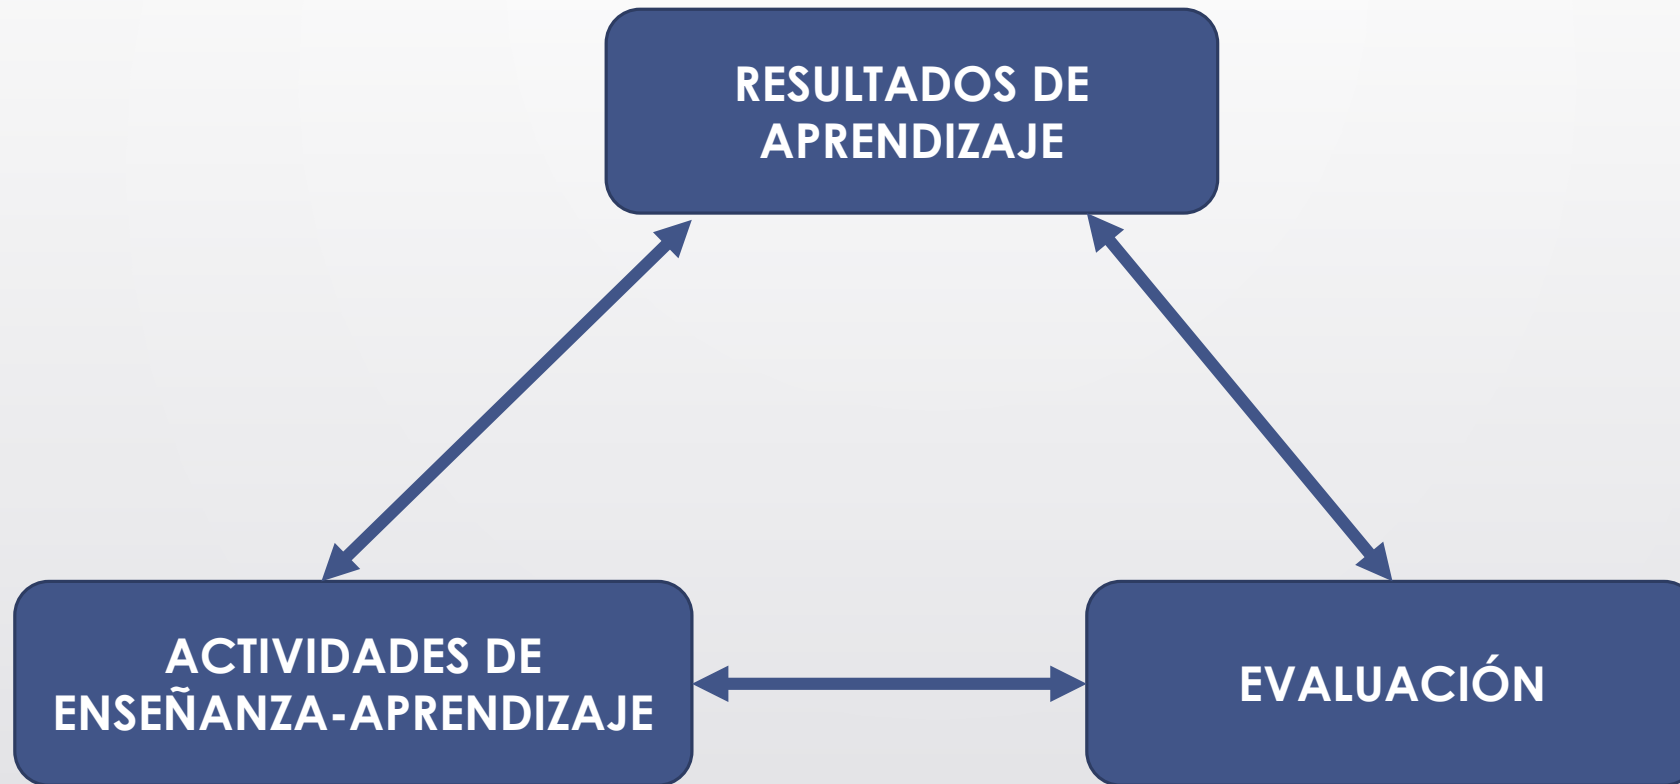 RESULTADOS DE
APRENDIZAJE
ACTIVIDADES DE
ENSEÑANZA-APRENDIZAJE
EVALUACIÓN